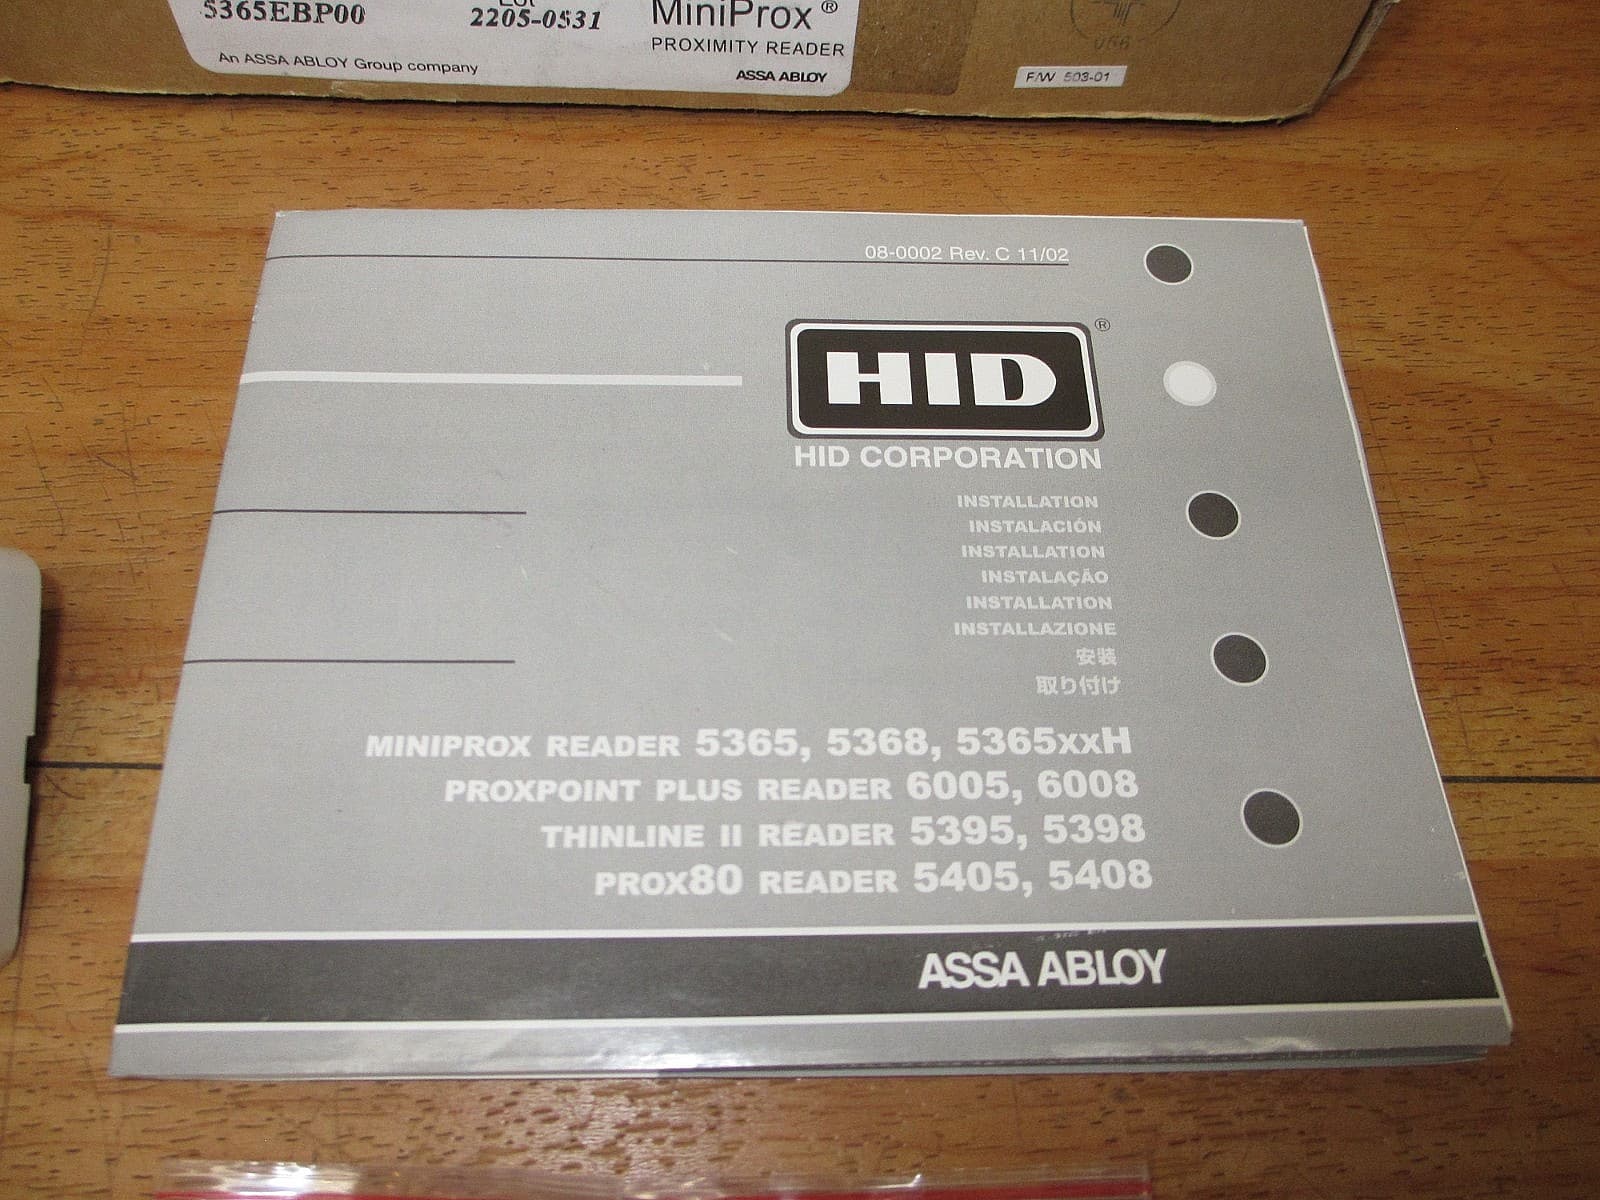 5365EBP00
Lot
2205-0531
MiniProx®
PROXIMITY READER
An ASSA ABLOY Group company
ASSA ABLOY
F/W 503-01
08-0002 Rev. C 11/02
HID®
HID CORPORATION
INSTALLATION
INSTALACIÓN
INSTALLATION
INSTALAÇÃO
INSTALLATION
INSTALLAZIONE
安装
取り付け
MINIPROX READER 5365, 5368, 5365xxH
PROXPOINT PLUS READER 6005, 6008
THINLINE II READER 5395, 5398
PROX80 READER 5405, 5408
ASSA ABLOY